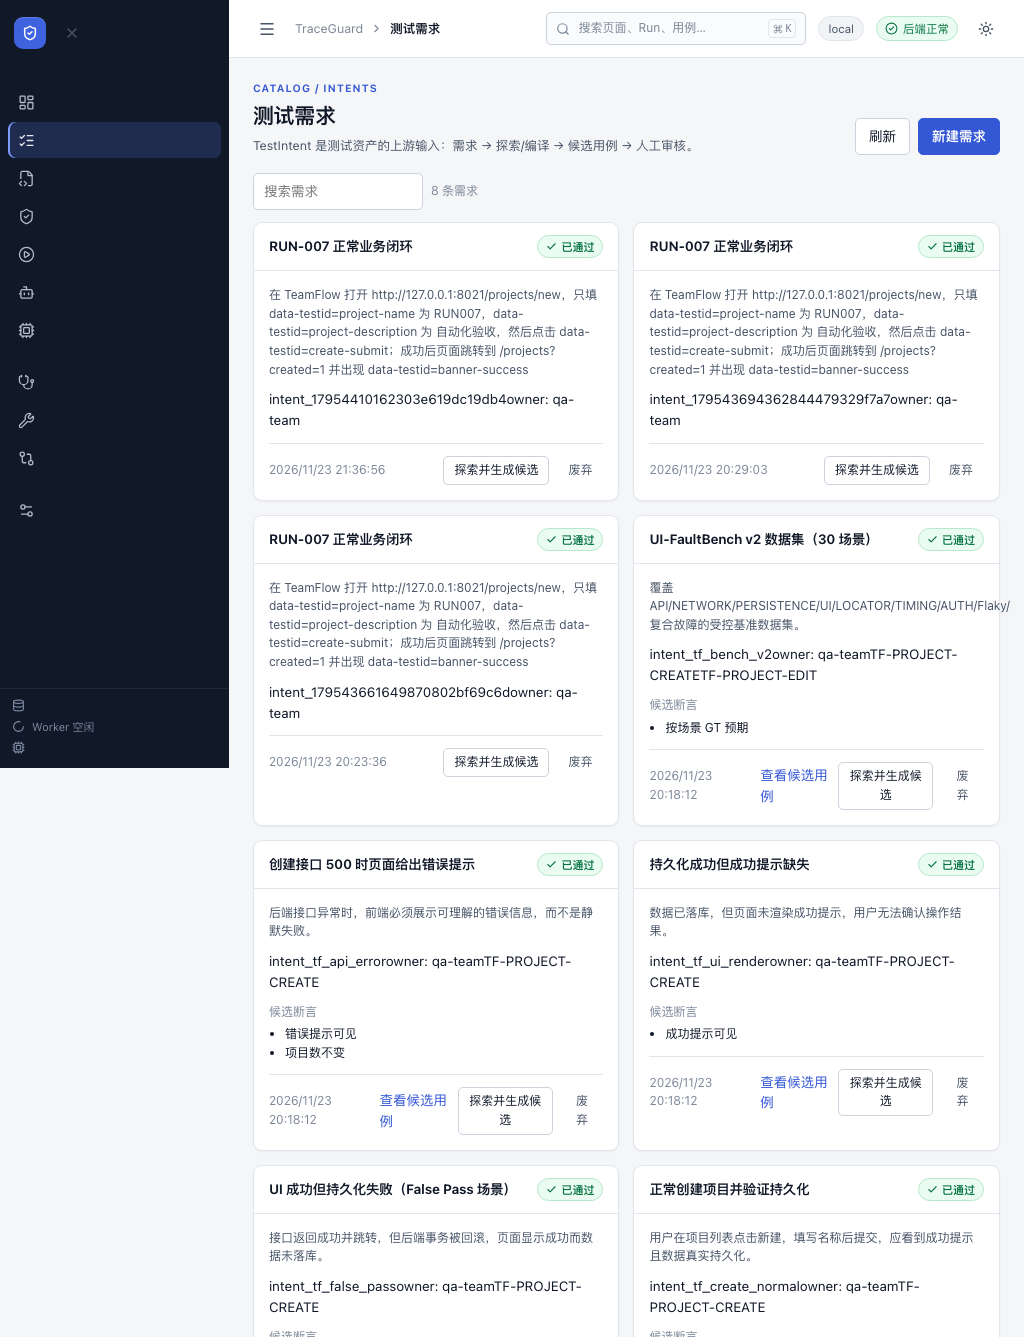 TraceGuard > 测试需求
搜索页面、Run、用例...
⌘ K
local
后端正常
CATALOG / INTENTS
测试需求
TestIntent 是测试资产的上游输入：需求 → 探索/编译 → 候选用例 → 人工审核。
刷新
新建需求
搜索需求
8 条需求
RUN-007 正常业务闭环
已通过
在 TeamFlow 打开 http://127.0.0.1:8021/projects/new，只填
data-testid=project-name 为 RUN007，data-
testid=project-description 为 自动化验收，然后点击 data-
testid=create-submit；成功后页面跳转到 /projects?
created=1 并出现 data-testid=banner-success
intent_17954410162303e619dc19db4owner: qa-
team
2026/11/23 21:36:56
探索并生成候选
废弃
RUN-007 正常业务闭环
已通过
在 TeamFlow 打开 http://127.0.0.1:8021/projects/new，只填
data-testid=project-name 为 RUN007，data-
testid=project-description 为 自动化验收，然后点击 data-
testid=create-submit；成功后页面跳转到 /projects?
created=1 并出现 data-testid=banner-success
intent_179543694362844479329f7a7owner: qa-
team
2026/11/23 20:29:03
探索并生成候选
废弃
RUN-007 正常业务闭环
已通过
在 TeamFlow 打开 http://127.0.0.1:8021/projects/new，只填
data-testid=project-name 为 RUN007，data-
testid=project-description 为 自动化验收，然后点击 data-
testid=create-submit；成功后页面跳转到 /projects?
created=1 并出现 data-testid=banner-success
intent_179543661649870802bf69c6downer: qa-
team
2026/11/23 20:23:36
探索并生成候选
废弃
UI-FaultBench v2 数据集（30 场景）
已通过
覆盖
API/NETWORK/PERSISTENCE/UI/LOCATOR/TIMING/AUTH/Flaky/
复合故障的受控基准数据集。
intent_tf_bench_v2owner: qa-teamTF-PROJECT-
CREATETF-PROJECT-EDIT
候选断言
• 按场景 GT 预期
2026/11/23
20:18:12
查看候选用
例
探索并生成候
选
废
弃
Worker 空闲
创建接口 500 时页面给出错误提示
已通过
后端接口异常时，前端必须展示可理解的错误信息，而不是静
默失败。
intent_tf_api_errorowner: qa-teamTF-PROJECT-
CREATE
候选断言
• 错误提示可见
• 项目数不变
2026/11/23
20:18:12
查看候选用
例
探索并生成候
选
废
弃
持久化成功但成功提示缺失
已通过
数据已落库，但页面未渲染成功提示，用户无法确认操作结
果。
intent_tf_ui_renderowner: qa-teamTF-PROJECT-
CREATE
候选断言
• 成功提示可见
2026/11/23
20:18:12
查看候选用
例
探索并生成候
选
废
弃
UI 成功但持久化失败（False Pass 场景）
已通过
接口返回成功并跳转，但后端事务被回滚，页面显示成功而数
据未落库。
intent_tf_false_passowner: qa-teamTF-PROJECT-
CREATE
候选断言
正常创建项目并验证持久化
已通过
用户在项目列表点击新建，填写名称后提交，应看到成功提示
且数据真实持久化。
intent_tf_create_normalowner: qa-teamTF-
PROJECT-CREATE
候选断言